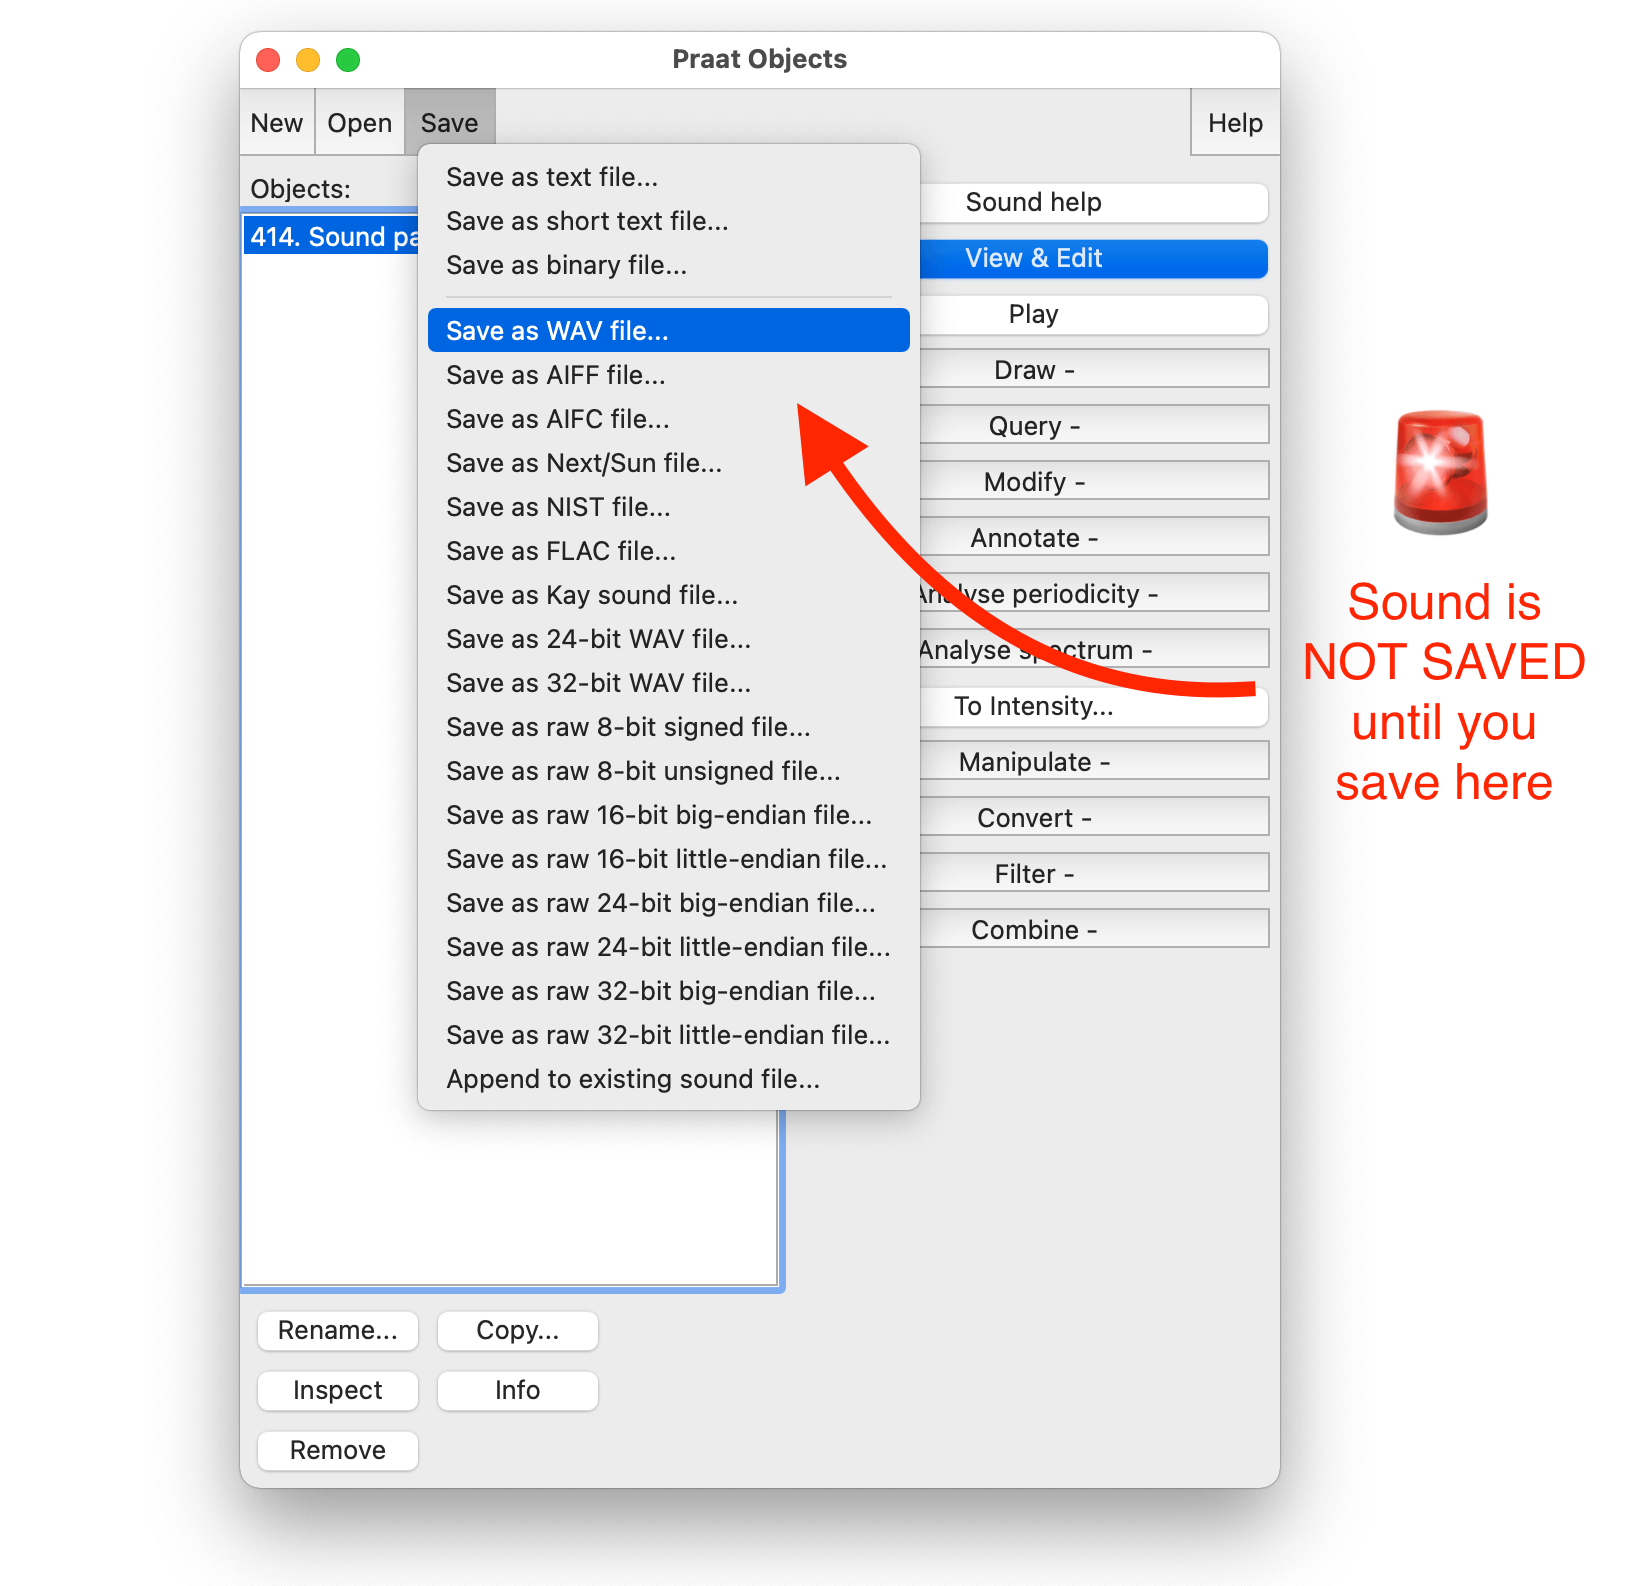 Praat Objects
New
Open
Save
Help
Objects:
414. Sound
Save as text file...
Save as short text file...
Save as binary file...
Save as WAV file...
Save as AIFF file...
Save as AIFC file...
Save as Next/Sun file...
Save as NIST file...
Save as FLAC file...
Save as Kay sound file...
Save as 24-bit WAV file...
Save as 32-bit WAV file...
Save as raw 8-bit signed file...
Save as raw 8-bit unsigned file...
Save as raw 16-bit big-endian file...
Save as raw 16-bit little-endian file...
Save as raw 24-bit big-endian file...
Save as raw 24-bit little-endian file...
Save as raw 32-bit big-endian file...
Save as raw 32-bit little-endian file...
Append to existing sound file...
Sound help
View & Edit
Play
Draw -
Query -
Modify -
Annotate -
Analyse periodicity -
Analyse spectrum -
To Intensity...
Manipulate -
Convert -
Filter -
Combine -
Sound is
NOT SAVED
until you
save here
Rename...
Copy...
Inspect
Info
Remove